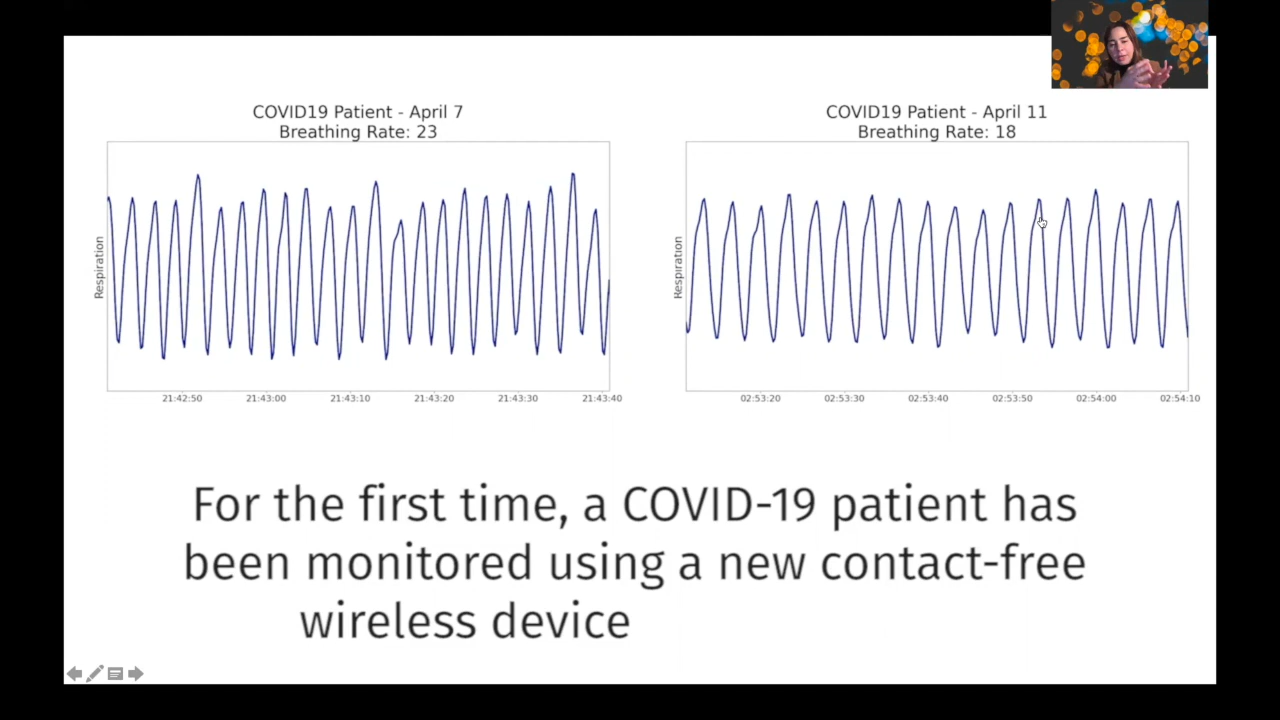 COVID19 Patient - April 7
Breathing Rate: 23
Respiration
21:42:50 21:43:00 21:43:10 21:43:20 21:43:30 21:43:40
COVID19 Patient - April 11
Breathing Rate: 18
Respiration
02:53:20 02:53:30 02:53:40 02:53:50 02:54:00 02:54:10
For the first time, a COVID-19 patient has
been monitored using a new contact-free
wireless device